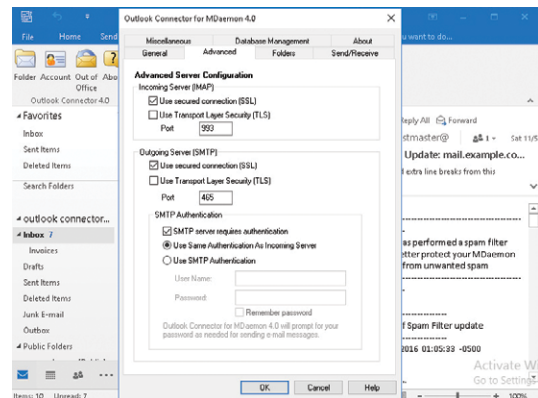 Outlook Connector for MDaemon 4.0
File Home Send
u want to do...
Miscellaneous Database Management About
General Advanced Folders Send/Receive
Folder Account Out of Abo
Office
Outlook Connector 4.0
Advanced Server Configuration
Incoming Server (IMAP)
Use secured connection (SSL)
Use Transport Layer Security (TLS)
Port 993
Outgoing Server (SMTP)
Use secured connection (SSL)
Use Transport Layer Security (TLS)
Port 465
SMTP Authentication
SMTP server requires authentication
Use Same Authentication As Incoming Server
Use SMTP Authentication
User Name:
Password:
Remember password
Outlook Connector for MDaemon 4.0 will prompt for your
password as needed for sending e-mail messages.
OK Cancel Help
Favorites
Inbox
Sent Items
Deleted Items
Search Folders
outlook connector...
Inbox 7
Invoices
Drafts
Sent Items
Deleted Items
Junk E-mail
Outbox
Public Folders
Items: 10 Unread: 7
Reply All Forward
stmaster@ 1 Sat 11/5
Update: mail.example.co...
extra line breaks from this
as performed a spam filter
etter protect your MDaemon
from unwanted spam
f Spam Filter update
2016 01:05:33 -0500
Activate W
Go to Settings
100%